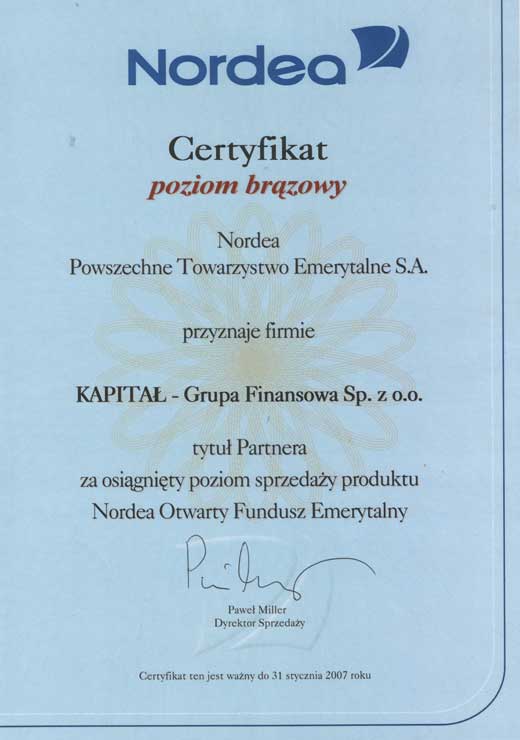 Nordea
Certyfikat
poziom brązowy
Nordea
Powszechne Towarzystwo Emerytalne S.A.
przyznaje firmie
KAPITAŁ - Grupa Finansowa Sp. z o.o.
tytuł Partnera
za osiągnięty poziom sprzedaży produktu
Nordea Otwarty Fundusz Emerytalny
Paweł Miller
Dyrektor Sprzedaży
Certyfikat ten jest ważny do 31 stycznia 2007 roku